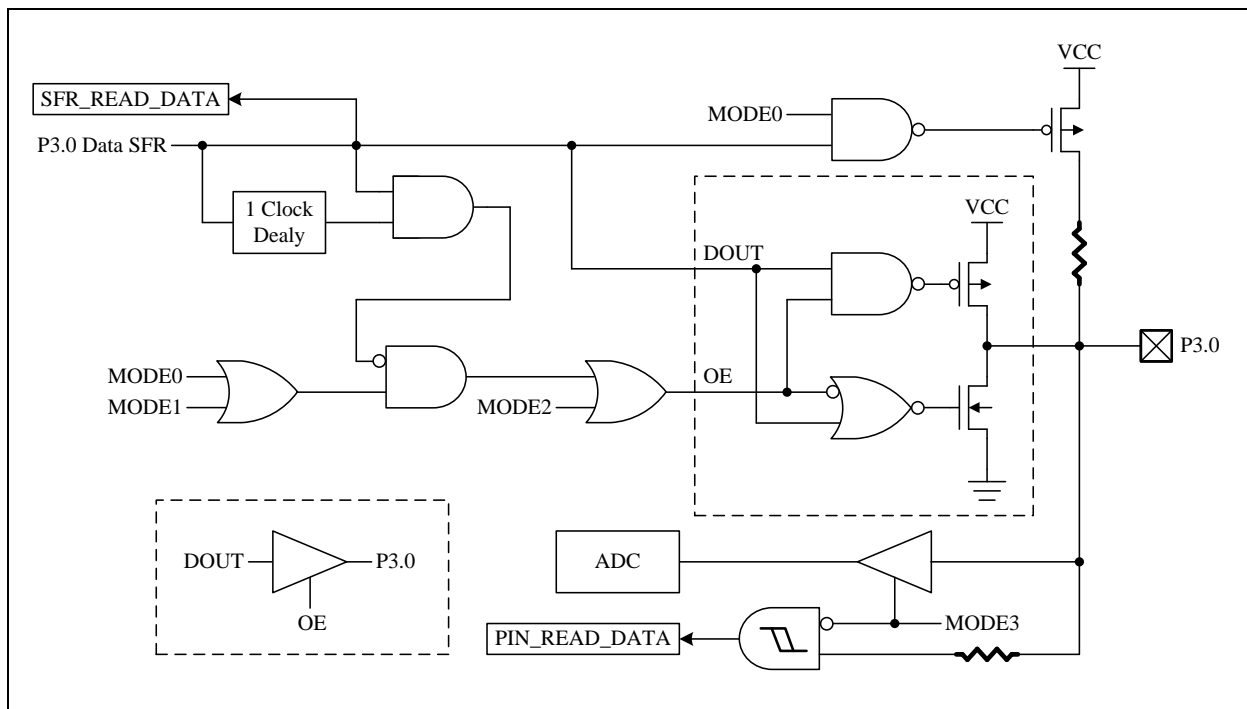 VCC
SFR_READ_DATA
MODE0
P3.0 Data SFR
1 Clock
Dealy
VCC
DOUT
P3.0
MODE0
MODE1
MODE2
OE
DOUT
P3.0
OE
ADC
MODE3
PIN_READ_DATA